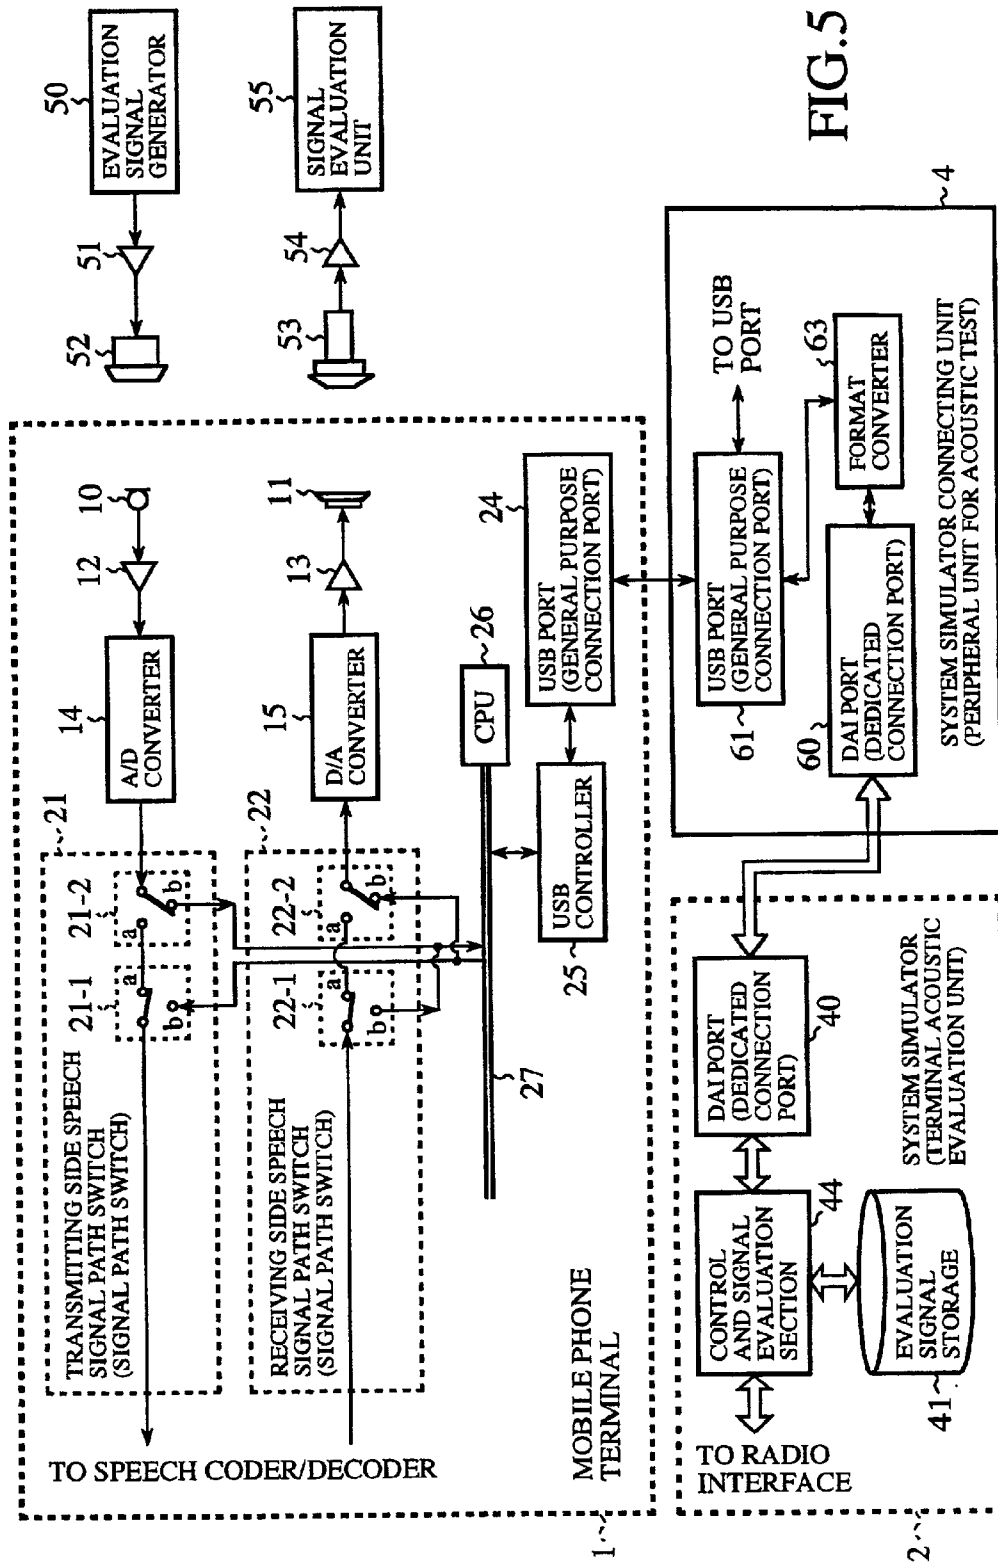 50
EVALUATION
SIGNAL
GENERATOR
51
52
55
SIGNAL
EVALUATION
UNIT
54
53
FIG.5
10
12
14
A/D
CONVERTER
11
13
15
D/A
CONVERTER
21
21-2
a
b
21-1
a
b
TRANSMITTING SIDE SPEECH
SIGNAL PATH SWITCH
(SIGNAL PATH SWITCH)
22
22-2
a
b
22-1
a
b
RECEIVING SIDE SPEECH
SIGNAL PATH SWITCH
(SIGNAL PATH SWITCH)
TO SPEECH CODER/DECODER
26
CPU
27
24
USB PORT
(GENERAL PURPOSE
CONNECTION PORT)
USB
CONTROLLER
25
MOBILE PHONE
TERMINAL
1
4
TO USB
PORT
USB PORT
(GENERAL PURPOSE
CONNECTION PORT)
61
63
FORMAT
CONVERTER
60
DAI PORT
(DEDICATED
CONNECTION PORT)
SYSTEM SIMULATOR CONNECTING UNIT
(PERIPHERAL UNIT FOR ACOUSTIC TEST)
DAI PORT
(DEDICATED
CONNECTION
PORT)
40
CONTROL
AND SIGNAL
EVALUATION
SECTION
44
EVALUATION
SIGNAL
STORAGE
41
SYSTEM SIMULATOR
(TERMINAL ACOUSTIC
EVALUATION UNIT)
TO RADIO
INTERFACE
2